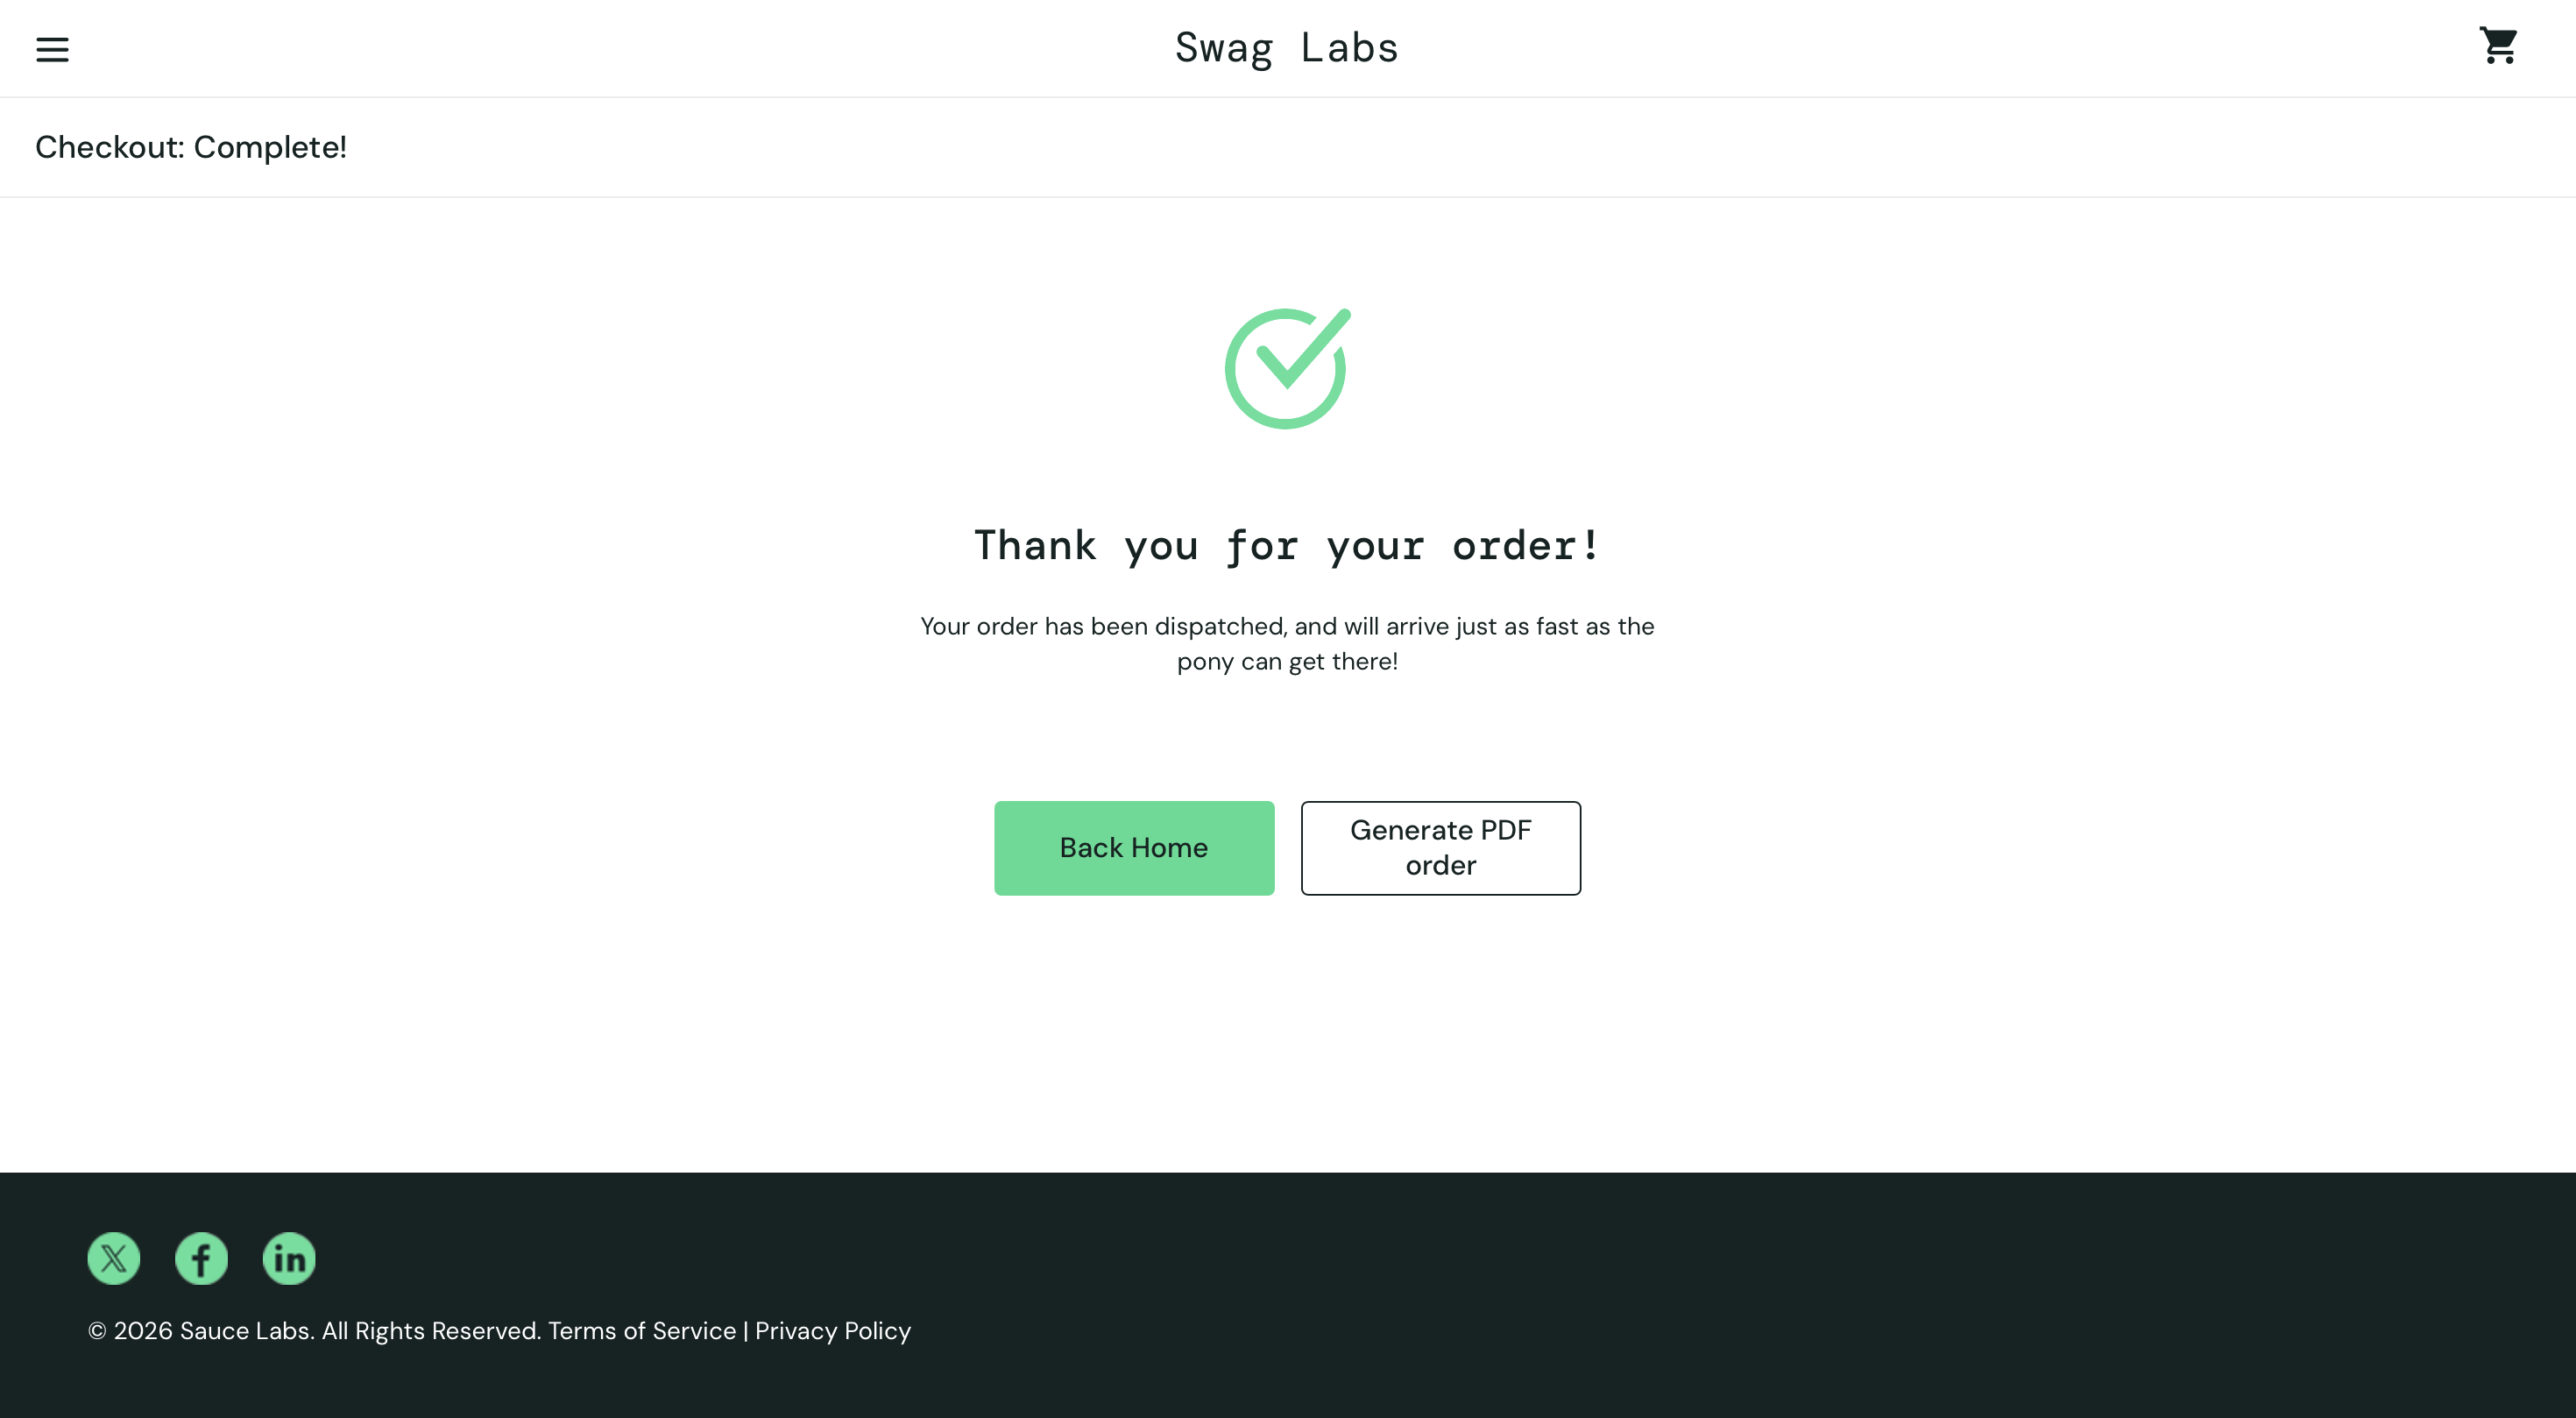 Swag Labs
Checkout: Complete!
Thank you for your order!
Your order has been dispatched, and will arrive just as fast as the
pony can get there!
Back Home
Generate PDF
order
© 2026 Sauce Labs. All Rights Reserved. Terms of Service | Privacy Policy